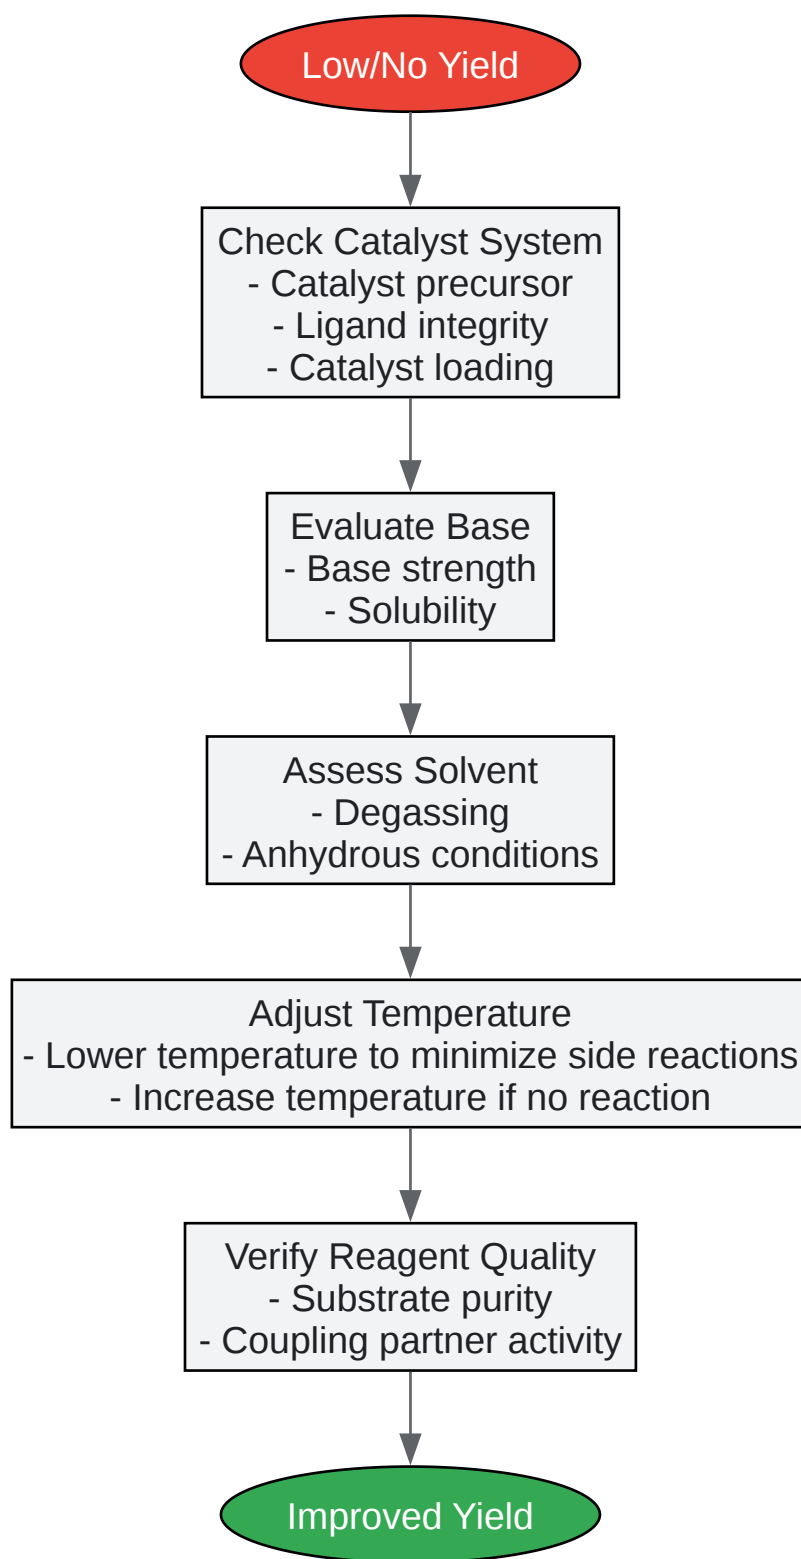 Low/No Yield
Check Catalyst System
- Catalyst precursor
- Ligand integrity
- Catalyst loading
Evaluate Base
- Base strength
- Solubility
Assess Solvent
- Degassing
- Anhydrous conditions
Adjust Temperature
- Lower temperature to minimize side reactions
- Increase temperature if no reaction
Verify Reagent Quality
- Substrate purity
- Coupling partner activity
Improved Yield